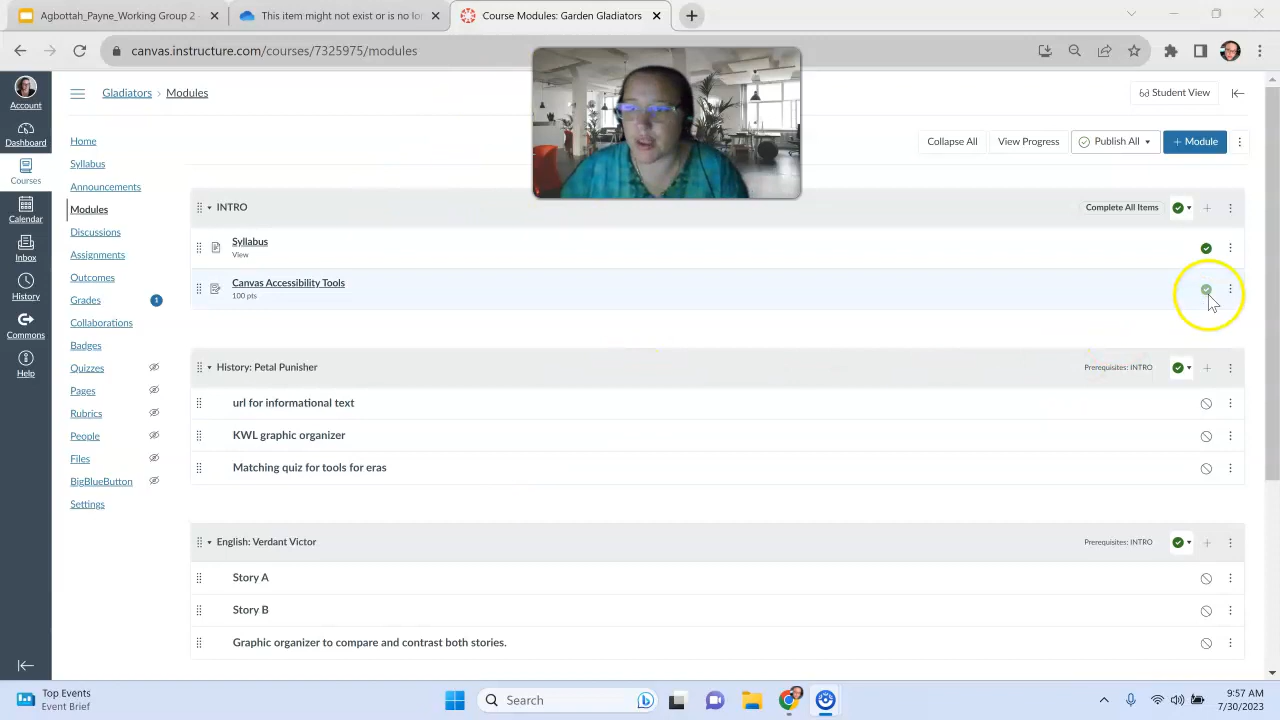 Agbottah_Payne_Working Group 2
This item might not exist or is no lon
Course Modules: Garden Gladiators
canvas.instructure.com/courses/7325975/modules
Account
Dashboard
Courses
Calendar
Inbox
History
Commons
Help
Gladiators > Modules
Student View
Home
Syllabus
Announcements
Modules
Discussions
Assignments
Outcomes
Grades 1
Collaborations
Badges
Quizzes
Pages
Rubrics
People
Files
BigBlueButton
Settings
Collapse All
View Progress
Publish All
+ Module
INTRO
Complete All Items
Syllabus
View
Canvas Accessibility Tools
100 pts
History: Petal Punisher
Prerequisites: INTRO
url for informational text
KWL graphic organizer
Matching quiz for tools for eras
English: Verdant Victor
Prerequisites: INTRO
Story A
Story B
Graphic organizer to compare and contrast both stories.
Top Events
Event Brief
Search
9:57 AM
7/30/2023